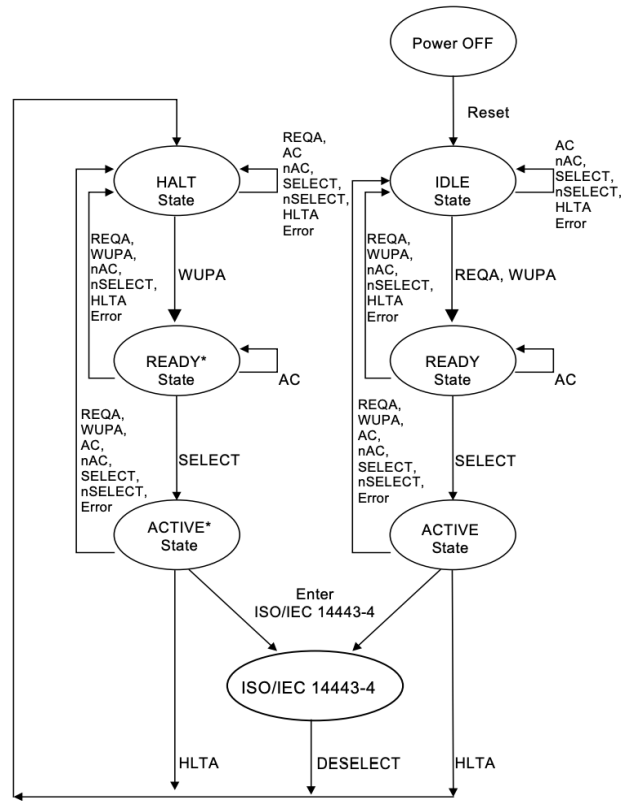 Power OFF
Reset
HALT
State
REQA,
AC
nAC,
SELECT,
nSELECT,
HLTA
Error
IDLE
State
AC
nAC,
SELECT,
nSELECT,
HLTA
Error
REQA,
WUPA,
nAC,
nSELECT,
HLTA
Error
WUPA
REQA,
WUPA,
nAC,
nSELECT,
HLTA
Error
REQA, WUPA
READY*
State
AC
READY
State
AC
REQA,
WUPA,
AC,
nAC,
SELECT,
nSELECT,
Error
SELECT
REQA,
WUPA,
AC,
nAC,
SELECT,
nSELECT,
Error
SELECT
ACTIVE*
State
ACTIVE
State
Enter
ISO/IEC 14443-4
ISO/IEC 14443-4
HLTA
DESELECT
HLTA